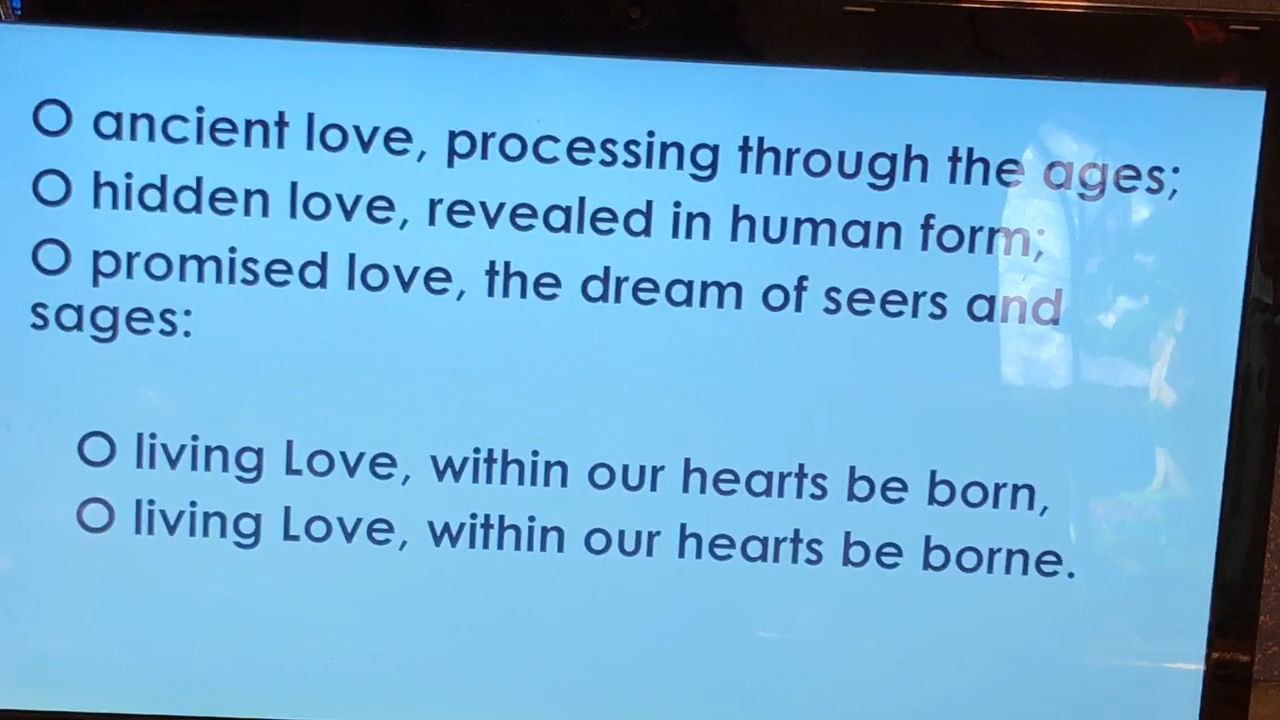 O ancient love, processing through the ages;
O hidden love, revealed in human form;
O promised love, the dream of seers and
sages:
O living Love, within our hearts be born,
O living Love, within our hearts be borne.